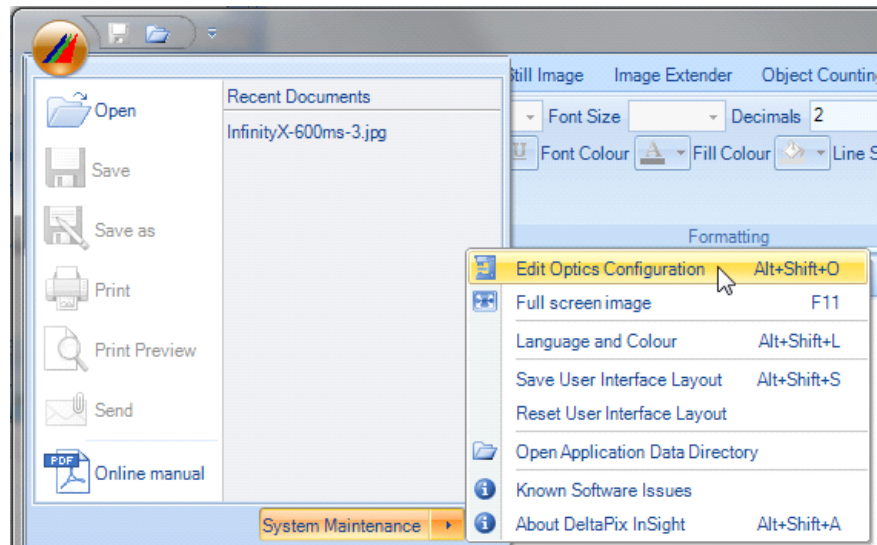 Still Image Image Extender Object Counting
Font Size Decimals 2
U Font Colour A Fill Colour Line S
Formatting
Open
Save
Save as
Print
Print Preview
Send
PDF
Online manual
Recent Documents
InfinityX-600ms-3.jpg
System Maintenance
Edit Optics Configuration Alt+Shift+O
Full screen image F11
Language and Colour Alt+Shift+L
Save User Interface Layout Alt+Shift+S
Reset User Interface Layout
Open Application Data Directory
Known Software Issues
About DeltaPix InSight Alt+Shift+A